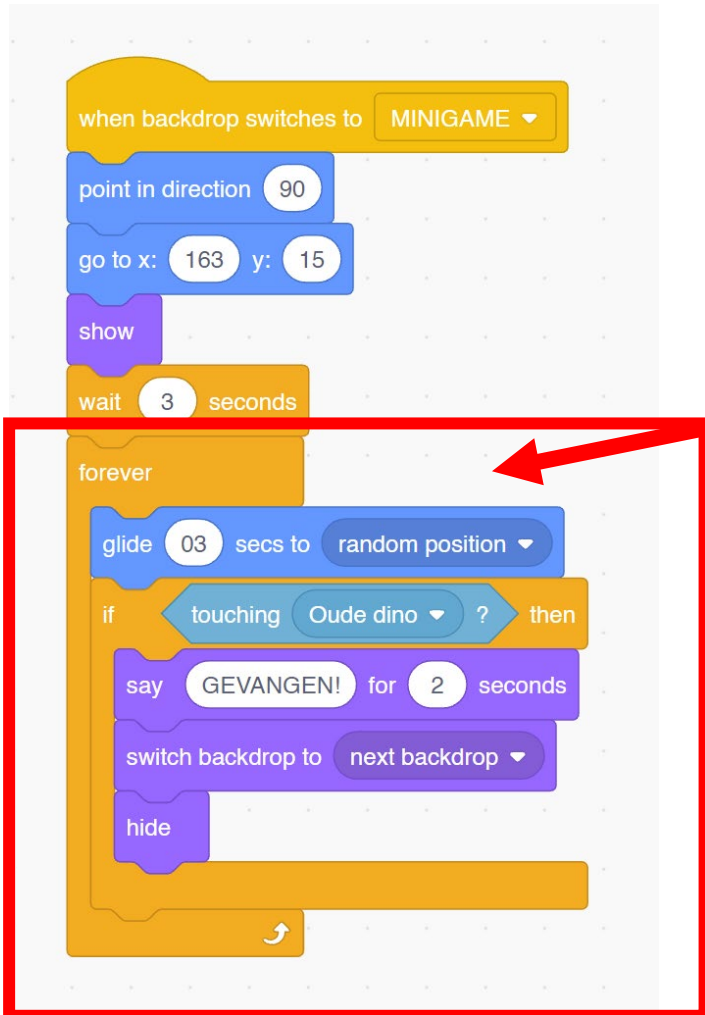 when backdrop switches to MINIGAME
point in direction 90
go to x: 163 y: 15
show
wait 3 seconds
forever
glide 03 secs to random position
if touching Oude dino ? then
say GEVANGEN! for 2 seconds
switch backdrop to next backdrop
hide